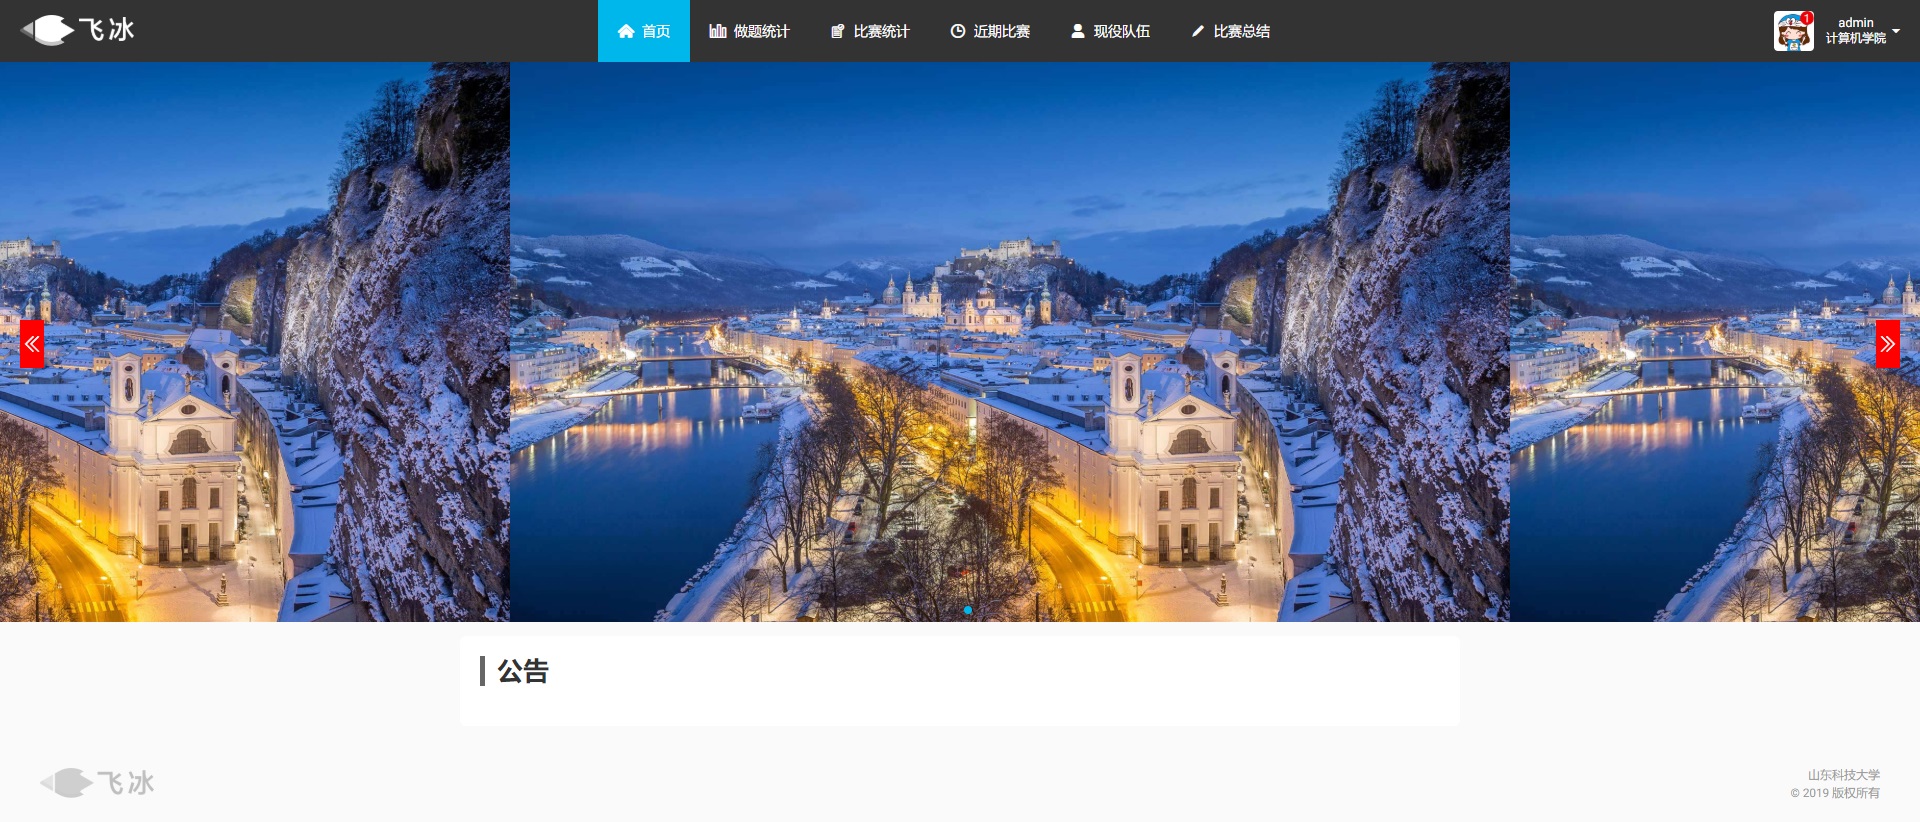 飞冰
首页 做题统计 比赛统计 近期比赛 现役队伍 比赛总结
1
admin
计算机学院
公告
飞冰
山东科技大学
© 2019 版权所有